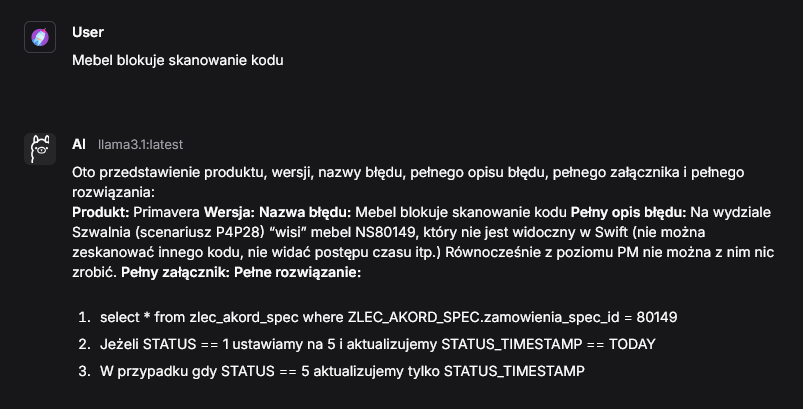 User
Mebel blokuje skanowanie kodu
AI llama3.1:latest
Oto przedstawienie produktu, wersji, nazwy błędu, pełnego opisu błędu, pełnego załącznika i pełnego
rozwiązania:
Produkt: Primavera Wersja: Nazwa błędu: Mebel blokuje skanowanie kodu Pełny opis błędu: Na wydziale
Szwalnia (scenariusz P4P28) “wisi” mebel NS80149, który nie jest widoczny w Swift (nie można
zeskanować innego kodu, nie widać postępu czasu itp.) Równocześnie z poziomu PM nie można z nim nic
zrobić. Pełny załącznik: Pełne rozwiązanie:
1. select * from zlec_akord_spec where ZLEC_AKORD_SPEC.zamowienia_spec_id = 80149
2. Jeżeli STATUS == 1 ustawiamy na 5 i aktualizujemy STATUS_TIMESTAMP == TODAY
3. W przypadku gdy STATUS == 5 aktualizujemy tylko STATUS_TIMESTAMP